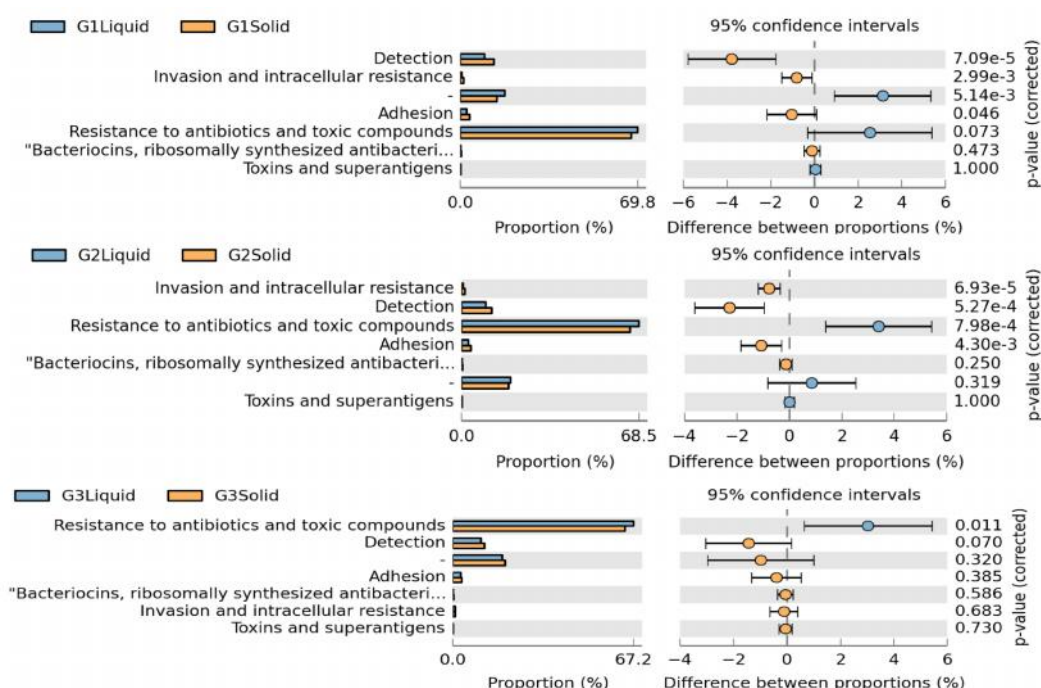 G1Liquid G1Solid 95% confidence intervals
Detection 7.09e-5
Invasion and intracellular resistance 2.99e-3
- 5.14e-3
Adhesion 0.046
Resistance to antibiotics and toxic compounds 0.073
"Bacteriocins, ribosomally synthesized antibacteri... 0.473
Toxins and superantigens 1.000
p-value (corrected)
0.0 69.8 −6 −4 −2 0 2 4 6
Proportion (%) Difference between proportions (%)
G2Liquid G2Solid 95% confidence intervals
Invasion and intracellular resistance 6.93e-5
Detection 5.27e-4
Resistance to antibiotics and toxic compounds 7.98e-4
Adhesion 4.30e-3
"Bacteriocins, ribosomally synthesized antibacteri... 0.250
- 0.319
Toxins and superantigens 1.000
p-value (corrected)
0.0 68.5 −4 −2 0 2 4 6
Proportion (%) Difference between proportions (%)
G3Liquid G3Solid 95% confidence intervals
Resistance to antibiotics and toxic compounds 0.011
Detection 0.070
- 0.320
Adhesion 0.385
"Bacteriocins, ribosomally synthesized antibacteri... 0.586
Invasion and intracellular resistance 0.683
Toxins and superantigens 0.730
p-value (corrected)
0.0 67.2 −4 −2 0 2 4 6
Proportion (%) Difference between proportions (%)